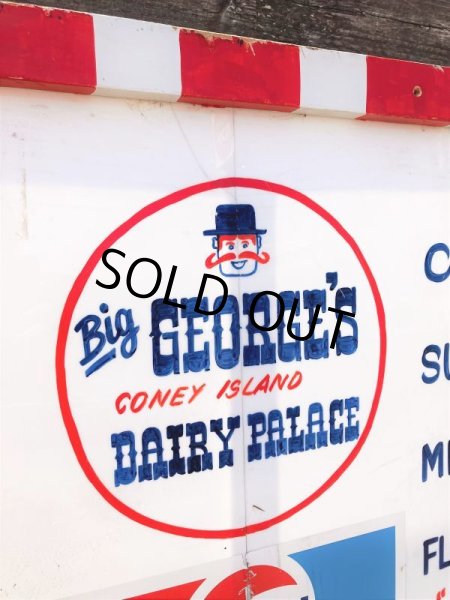 Big GEORGE'S
CONEY ISLAND
DAIRY PALACE
SOLD OUT